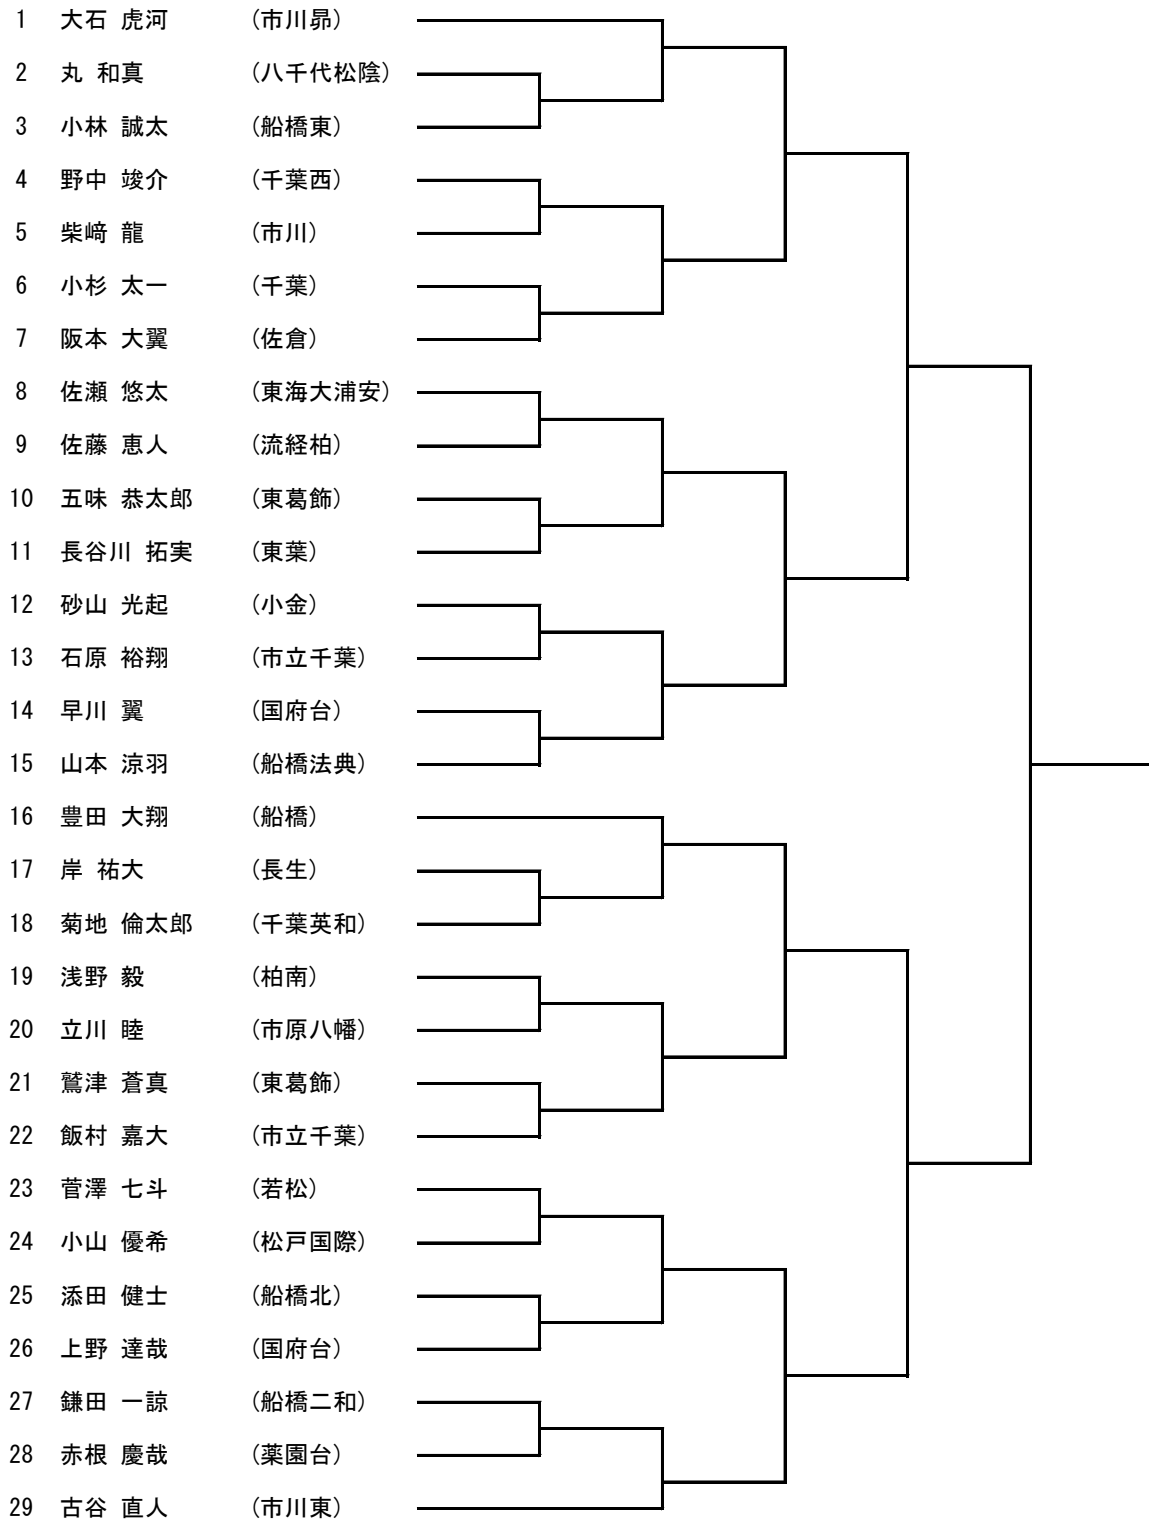 1 大石 虎河 (市川昴)
2 丸 和真 (八千代松陰)
3 小林 誠太 (船橋東)
4 野中 竣介 (千葉西)
5 柴﨑 龍 (市川)
6 小杉 太一 (千葉)
7 阪本 大翼 (佐倉)
8 佐瀬 悠太 (東海大浦安)
9 佐藤 恵人 (流経柏)
10 五味 恭太郎 (東葛飾)
11 長谷川 拓実 (東葉)
12 砂山 光起 (小金)
13 石原 裕翔 (市立千葉)
14 早川 翼 (国府台)
15 山本 涼羽 (船橋法典)
16 豊田 大翔 (船橋)
17 岸 祐大 (長生)
18 菊地 倫太郎 (千葉英和)
19 浅野 毅 (柏南)
20 立川 睦 (市原八幡)
21 鷲津 蒼真 (東葛飾)
22 飯村 嘉大 (市立千葉)
23 菅澤 七斗 (若松)
24 小山 優希 (松戸国際)
25 添田 健士 (船橋北)
26 上野 達哉 (国府台)
27 鎌田 一諒 (船橋二和)
28 赤根 慶哉 (薬園台)
29 古谷 直人 (市川東)